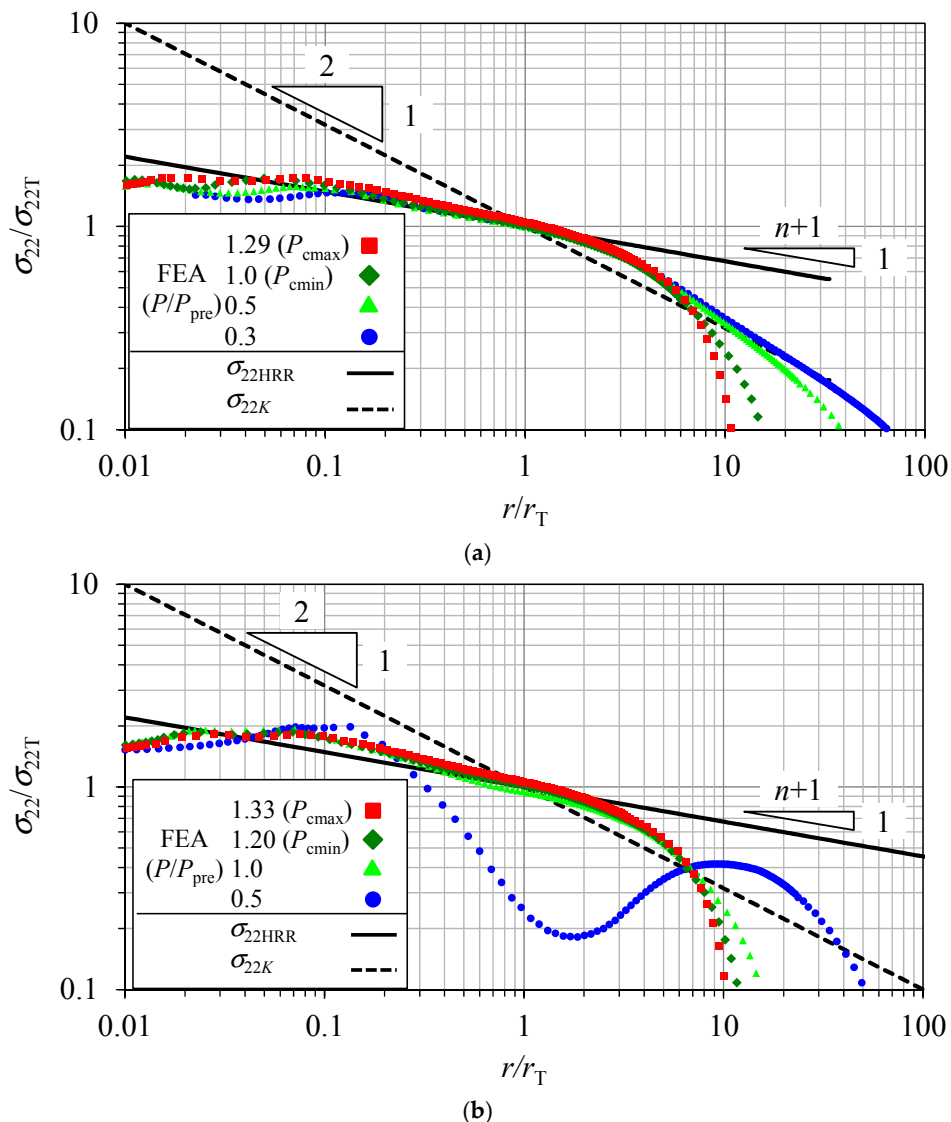 10
2
1
σ22/σ22T
1
n+1
1
1.29 (Pcmax)
FEA 1.0 (Pcmin)
(P/Ppre) 0.5
0.3
σ22HRR
σ22K
0.1
0.01 0.1 1 10 100
r/rT
(a)
10
2
1
σ22/σ22T
1
n+1
1
1.33 (Pcmax)
FEA 1.20 (Pcmin)
(P/Ppre) 1.0
0.5
σ22HRR
σ22K
0.1
0.01 0.1 1 10 100
r/rT
(b)